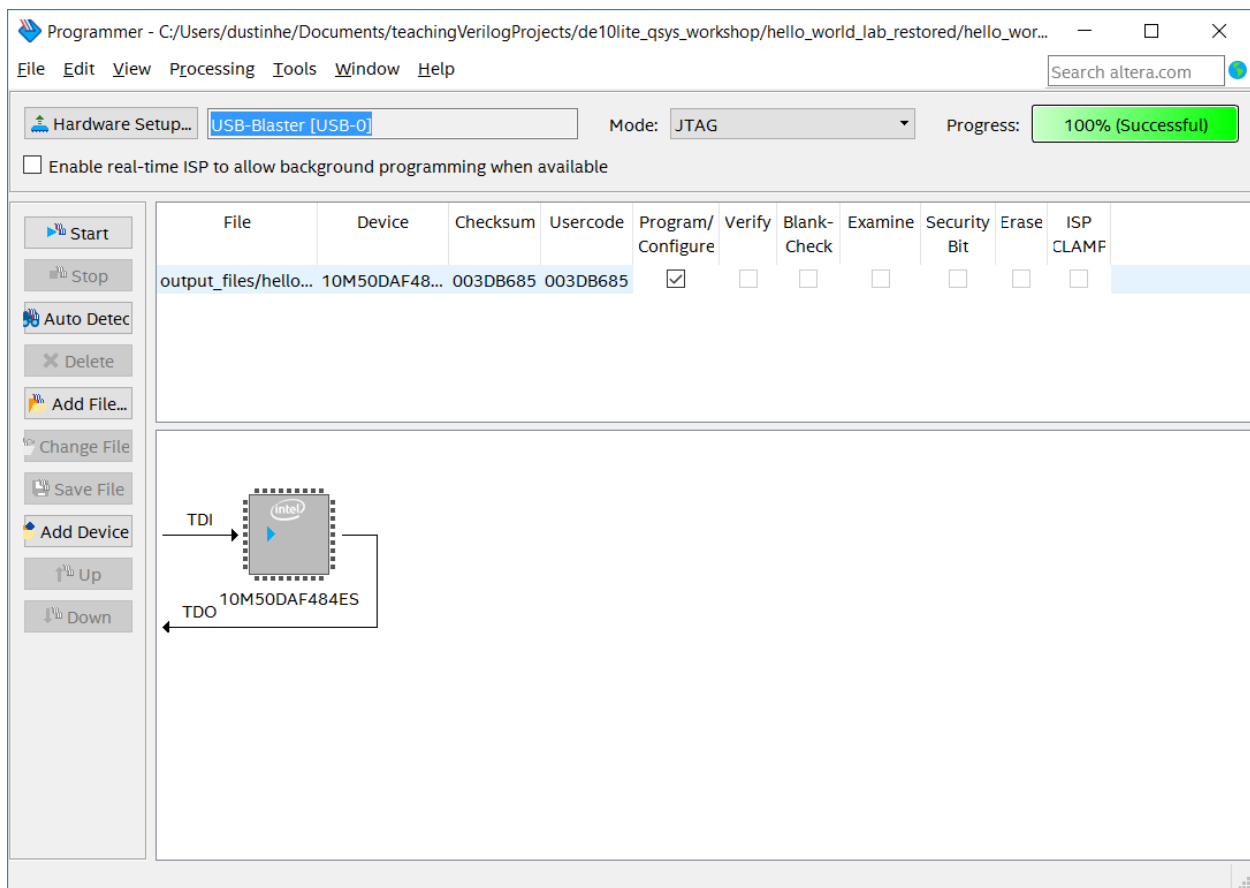 Programmer - C:/Users/dustinhe/Documents/teachingVerilogProjects/de10lite_qsys_workshop/hello_world_lab_restored/hello_wor...
File Edit View Processing Tools Window Help
Search altera.com
Hardware Setup... USB-Blaster [USB-0] Mode: JTAG Progress: 100% (Successful)
Enable real-time ISP to allow background programming when available
Start
Stop
Auto Detec
Delete
Add File...
Change File
Save File
Add Device
Up
Down
File Device Checksum Usercode Program/ Verify Blank- Examine Security Erase ISP
Configure Check Bit CLAMP
output_files/hello... 10M50DAF48... 003DB685 003DB685
TDI
intel
10M50DAF484ES
TDO